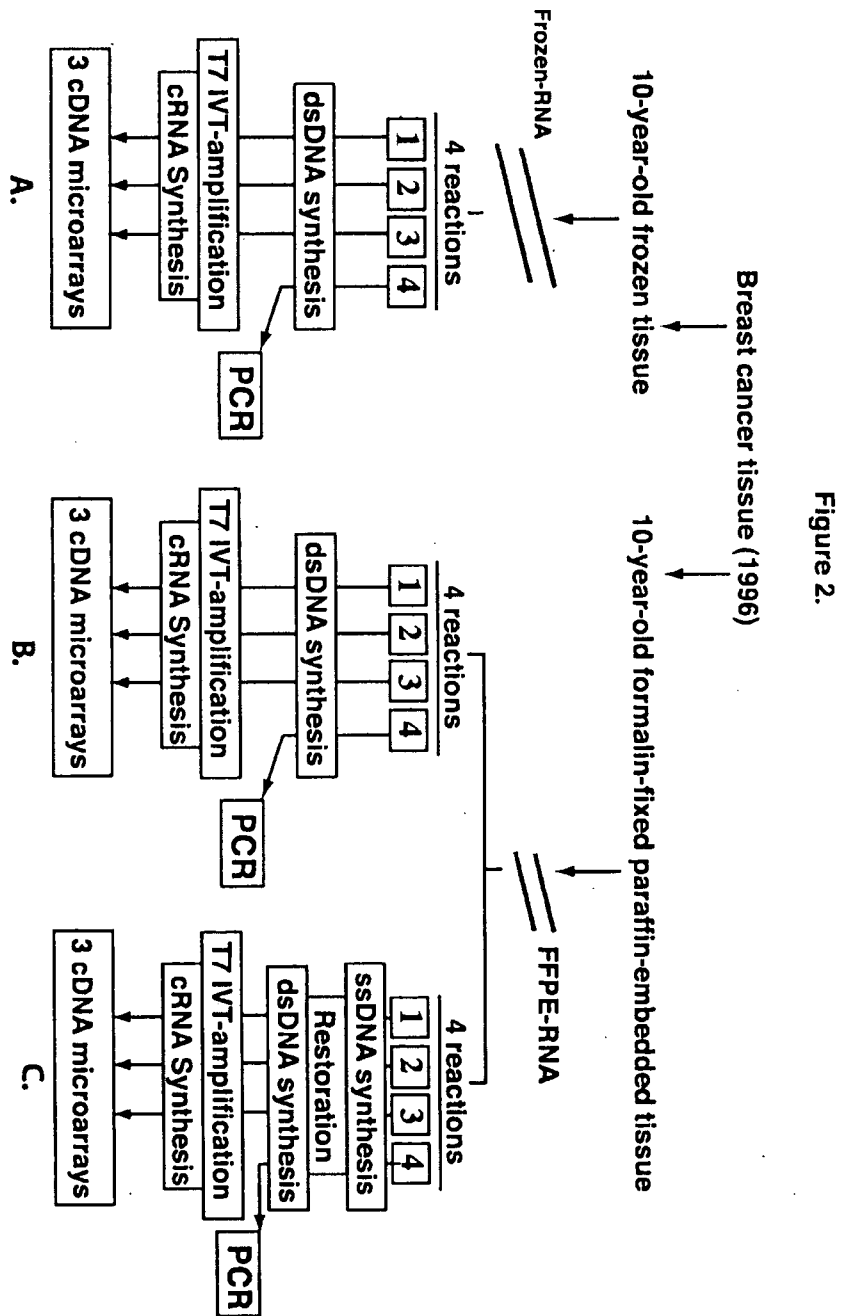 Figure 2.
Breast cancer tissue (1996)
10-year-old frozen tissue
10-year-old formalin-fixed paraffin-embedded tissue
Frozen-RNA
FFPE-RNA
4 reactions
1 2 3 4
dsDNA synthesis
PCR
T7 IVT-amplification
cRNA Synthesis
3 cDNA microarrays
A.
4 reactions
1 2 3 4
dsDNA synthesis
PCR
T7 IVT-amplification
cRNA Synthesis
3 cDNA microarrays
B.
4 reactions
1 2 3 4
ssDNA synthesis
Restoration
dsDNA synthesis
PCR
T7 IVT-amplification
cRNA Synthesis
3 cDNA microarrays
C.